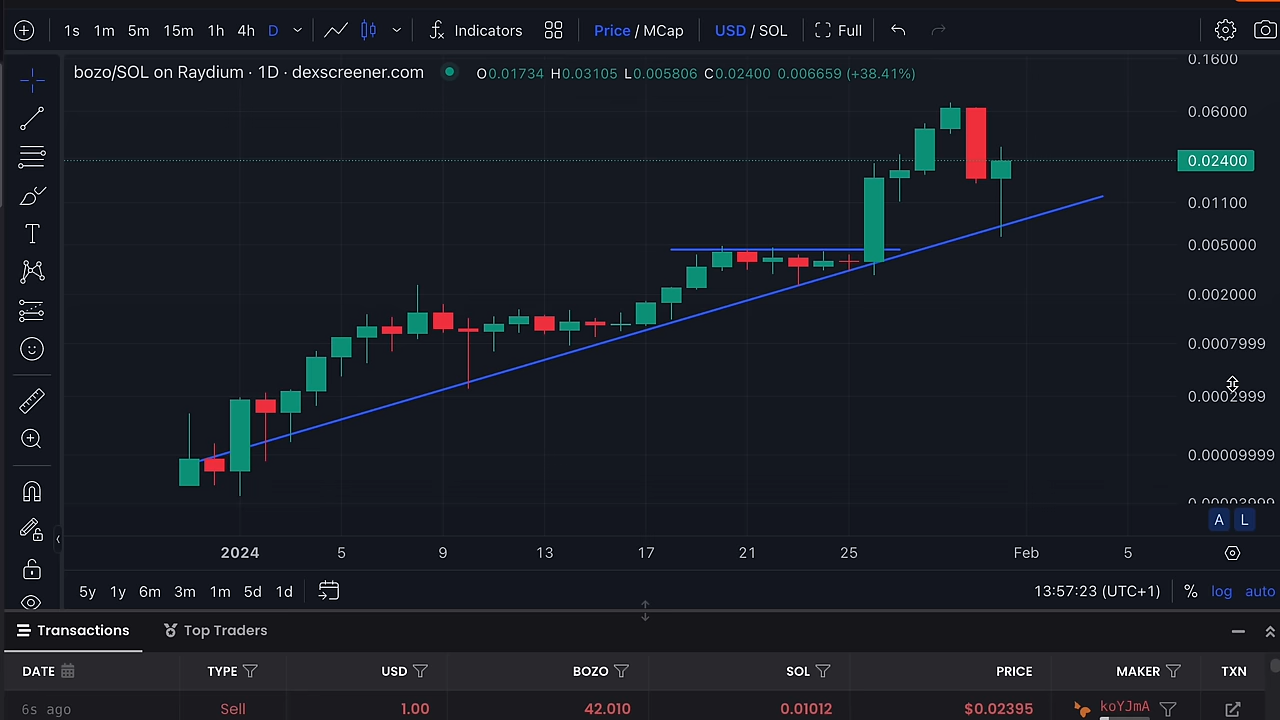 1s 1m 5m 15m 1h 4h D Indicators Price / MCap USD / SOL Full
bozo/SOL on Raydium · 1D · dexscreener.com O0.01734 H0.03105 L0.005806 C0.02400 0.006659 (+38.41%)
0.1600
0.06000
0.02400
0.01100
0.005000
0.002000
0.0007999
0.0002999
0.00009999
0.00003999
A L
T
2024 5 9 13 17 21 25 Feb 5
5y 1y 6m 3m 1m 5d 1d 13:57:23 (UTC+1) % log auto
Transactions Top Traders
DATE TYPE USD BOZO SOL PRICE MAKER TXN
6s ago Sell 1.00 42.010 0.01012 $0.02395 koYJmA